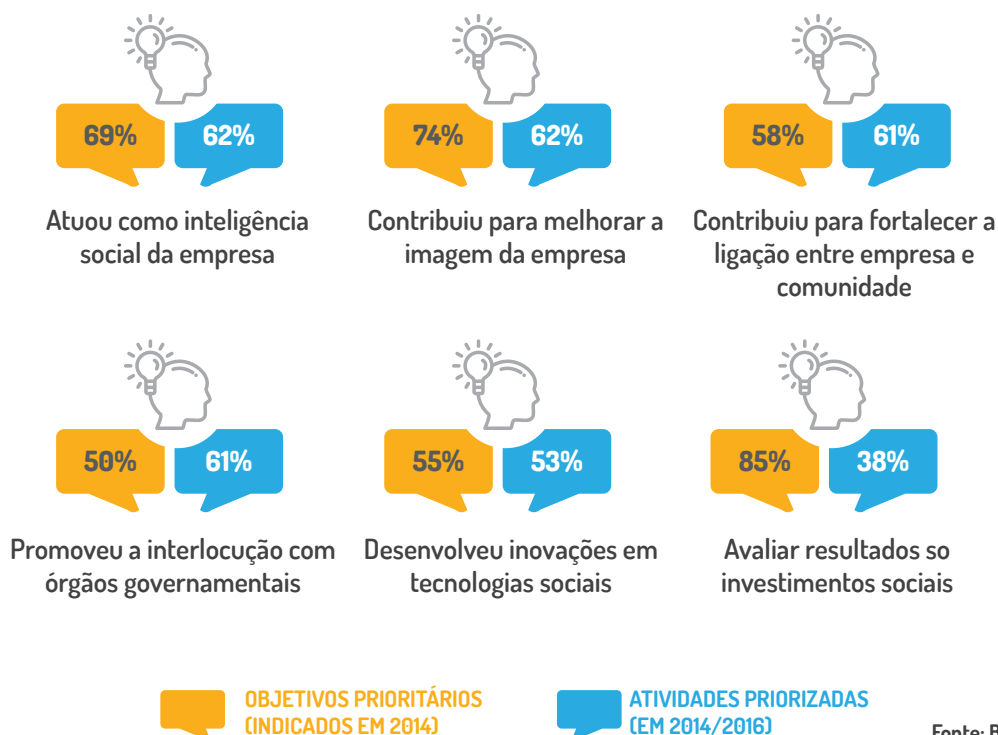 69%
62%
Atuou como inteligência
social da empresa
74%
62%
Contribuiu para melhorar a
imagem da empresa
58%
61%
Contribuiu para fortalecer a
ligação entre empresa e
comunidade
50%
61%
Promoveu a interlocução com
órgãos governamentais
55%
53%
Desenvolveu inovações em
tecnologias sociais
85%
38%
Avaliar resultados so
investimentos sociais
OBJETIVOS PRIORITÁRIOS
(INDICADOS EM 2014)
ATIVIDADES PRIORIZADAS
(EM 2014/2016)
Fonte: